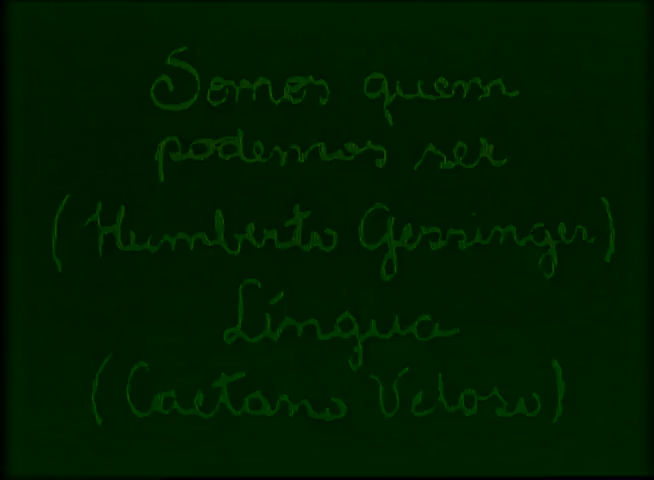 Somos quem
podemos ser
(Humberto Gessinger)
Língua
(Caetano Veloso)